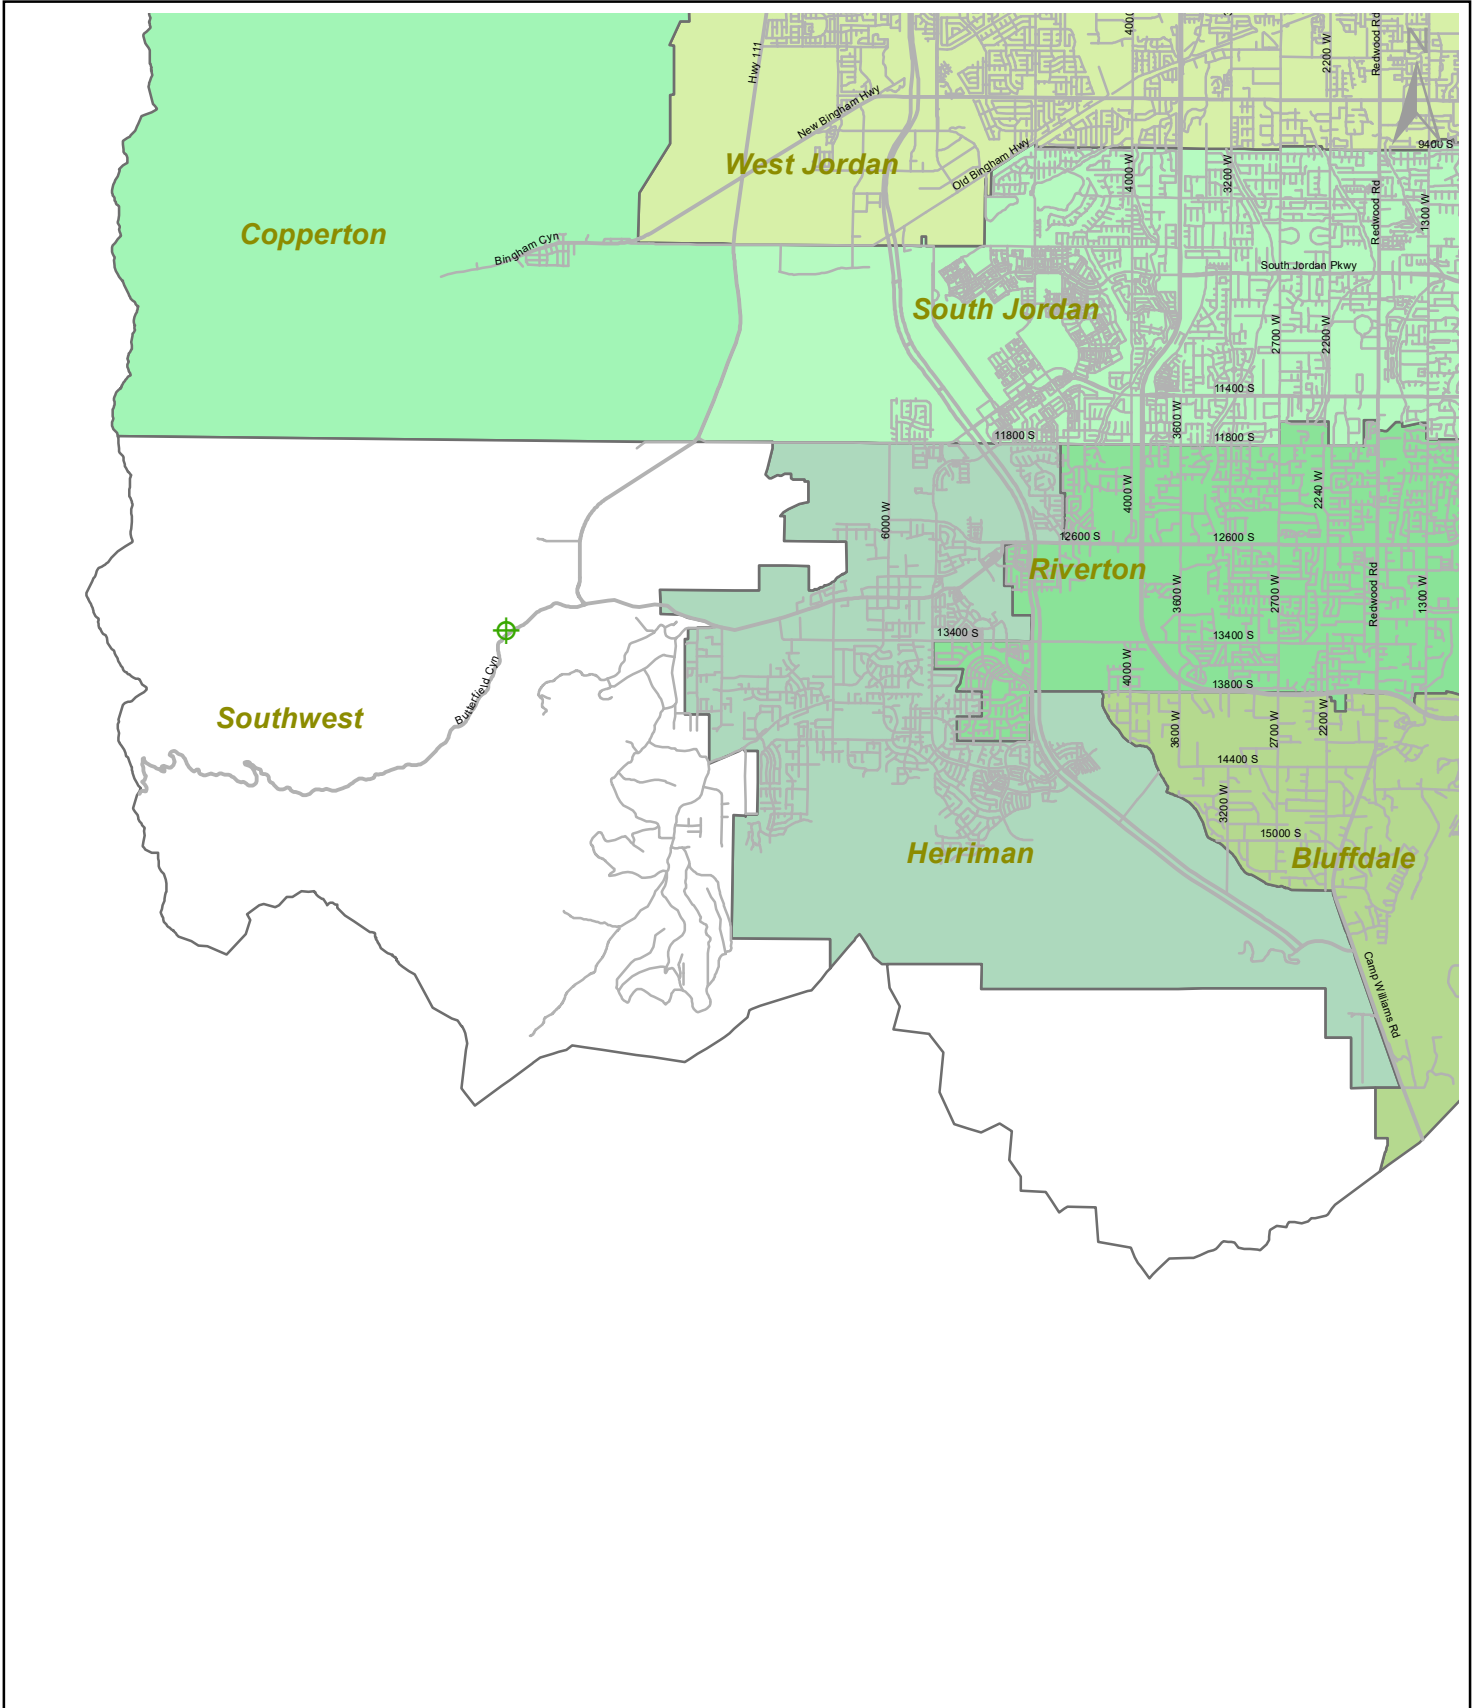 4000
2200 W
Redwood Rd
N
Hwy 111
New Bingham Hwy
West Jordan
Old Bingham Hwy
9400 S
4000 W
3200 W
Redwood Rd
1300 W
Copperton
Bingham Cyn
South Jordan Pkwy
South Jordan
2700 W
2200 W
11400 S
3600 W
11800 S
11800 S
4000 W
2240 W
6000 W
12600 S
12600 S
Riverton
3600 W
2700 W
Redwood Rd
1300 W
13400 S
13400 S
4000 W
13800 S
Butterfield Cyn
Southwest
3600 W
2700 W
2200 W
14400 S
3200 W
15000 S
Herriman
Bluffdale
Camp Williams Rd